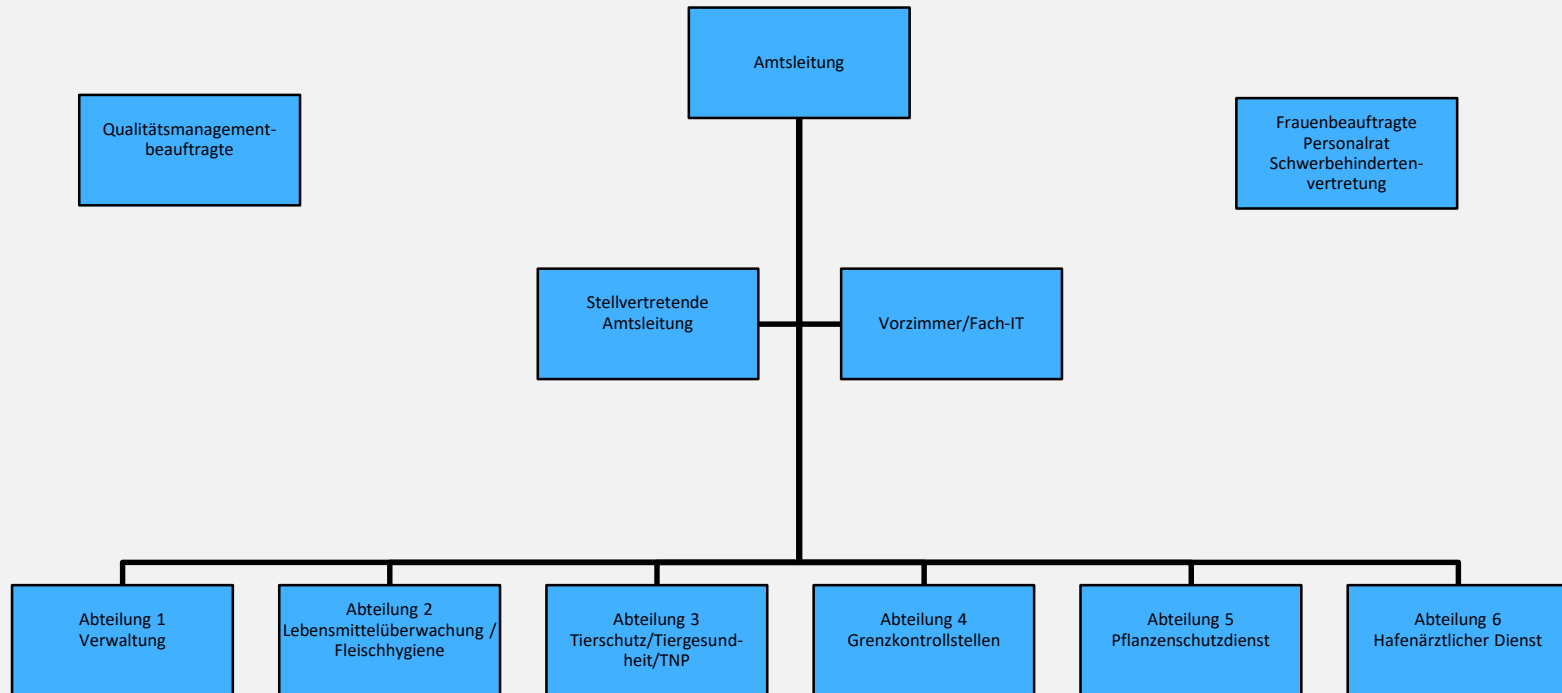 Amtsleitung
Qualitätsmanagement-
beauftragte
Frauenbeauftragte
Personalrat
Schwerbehinderten-
vertretung
Stellvertretende
Amtsleitung
Vorzimmer/Fach-IT
Abteilung 1
Verwaltung
Abteilung 2
Lebensmittelüberwachung /
Fleischhygiene
Abteilung 3
Tierschutz/Tiergesund-
heit/TNP
Abteilung 4
Grenzkontrollstellen
Abteilung 5
Pflanzenschutzdienst
Abteilung 6
Hafenärztlicher Dienst